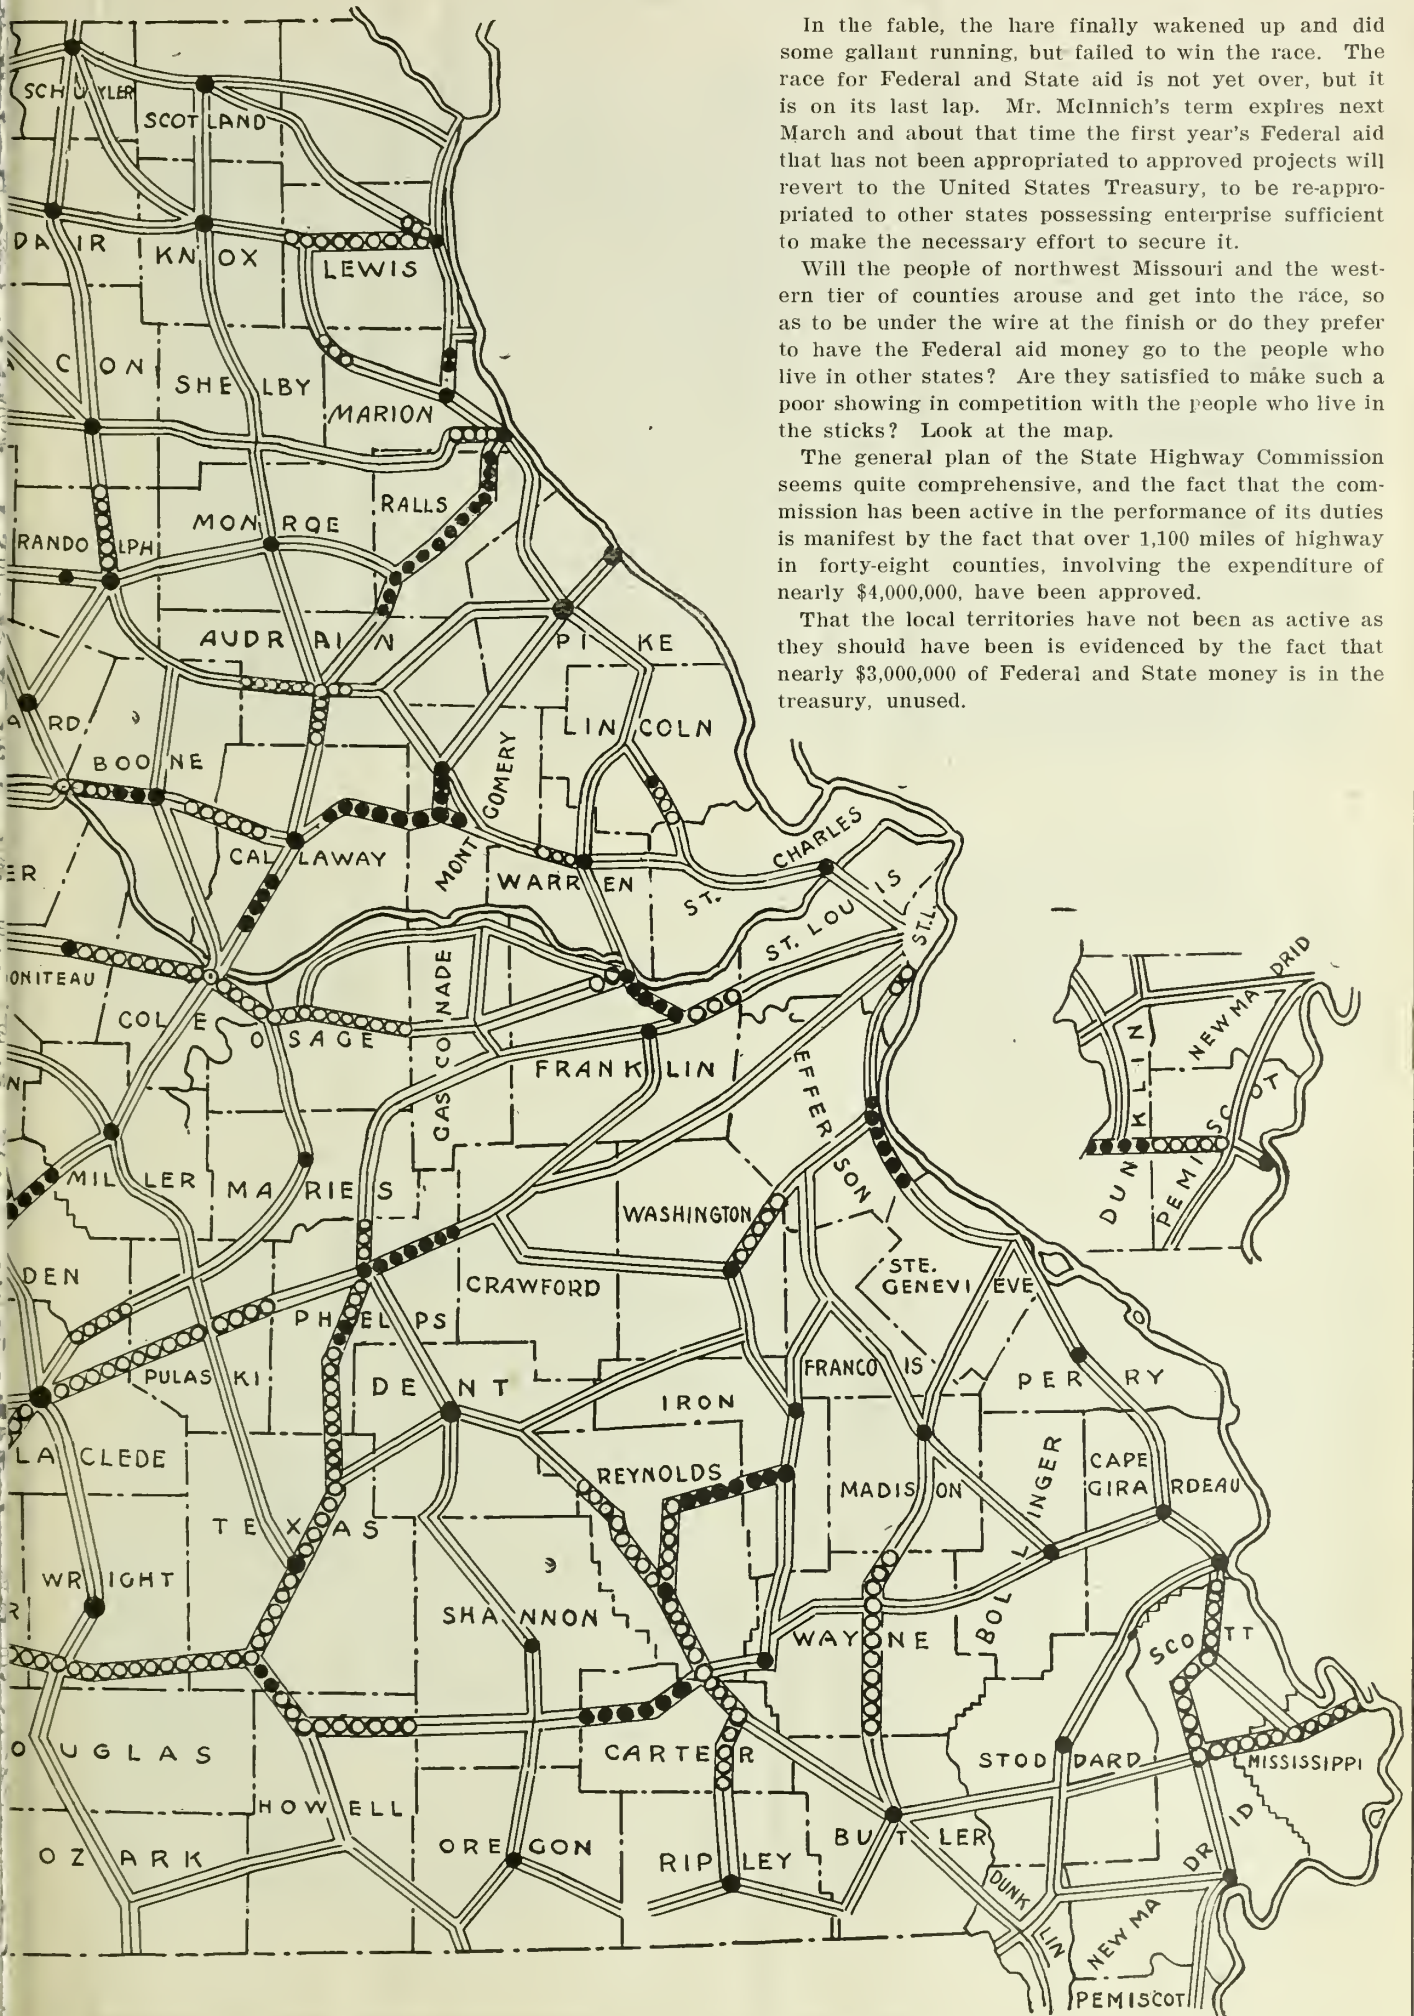 In the fable, the hare finally wakened up and did
some gallant running, but failed to win the race. The
race for Federal and State aid is not yet over, but it
is on its last lap. Mr. McInnich's term expires next
March and about that time the first year's Federal aid
that has not been appropriated to approved projects will
revert to the United States Treasury, to be re-appro-
priated to other states possessing enterprise sufficient
to make the necessary effort to secure it.
Will the people of northwest Missouri and the west-
ern tier of counties arouse and get into the race, so
as to be under the wire at the finish or do they prefer
to have the Federal aid money go to the people who
live in other states? Are they satisfied to make such a
poor showing in competition with the people who live in
the sticks? Look at the map.
The general plan of the State Highway Commission
seems quite comprehensive, and the fact that the com-
mission has been active in the performance of its duties
is manifest by the fact that over 1,100 miles of highway
in forty-eight counties, involving the expenditure of
nearly $4,000,000, have been approved.
That the local territories have not been as active as
they should have been is evidenced by the fact that
nearly $3,000,000 of Federal and State money is in the
treasury, unused.
SCHUYLER
SCOTLAND
DAIR
KNOX
LEWIS
CON
SHELBY
MARION
RALLS
MONROE
RANDOLPH
AUDRAIN
PIKE
ARD
LINCOLN
BOONE
MONTGOMERY
CALLAWAY
WARREN
ST. CHARLES
ER
ST. LOUIS
ST.L.
ONITEAU
COLE
OSAGE
GASCONADE
FRANKLIN
JEFFERSON
N
MILLER
MARIES
WASHINGTON
DEN
CRAWFORD
STE.
GENEVIEVE
PHELPS
PULASKI
DENT
FRANCOIS
PERRY
IRON
LACLEDE
REYNOLDS
MADISON
BOLLINGER
CAPE
GIRARDEAU
TEXAS
WRIGHT
R
SHANNON
WAYNE
SCOTT
OUGLAS
CARTER
STODDARD
MISSISSIPPI
HOWELL
OZARK
OREGON
RIPLEY
BUTLER
DUNKLIN
NEW MADRID
PEMISCOT
NEW MADRID
DUNKLIN
PEMISCOT